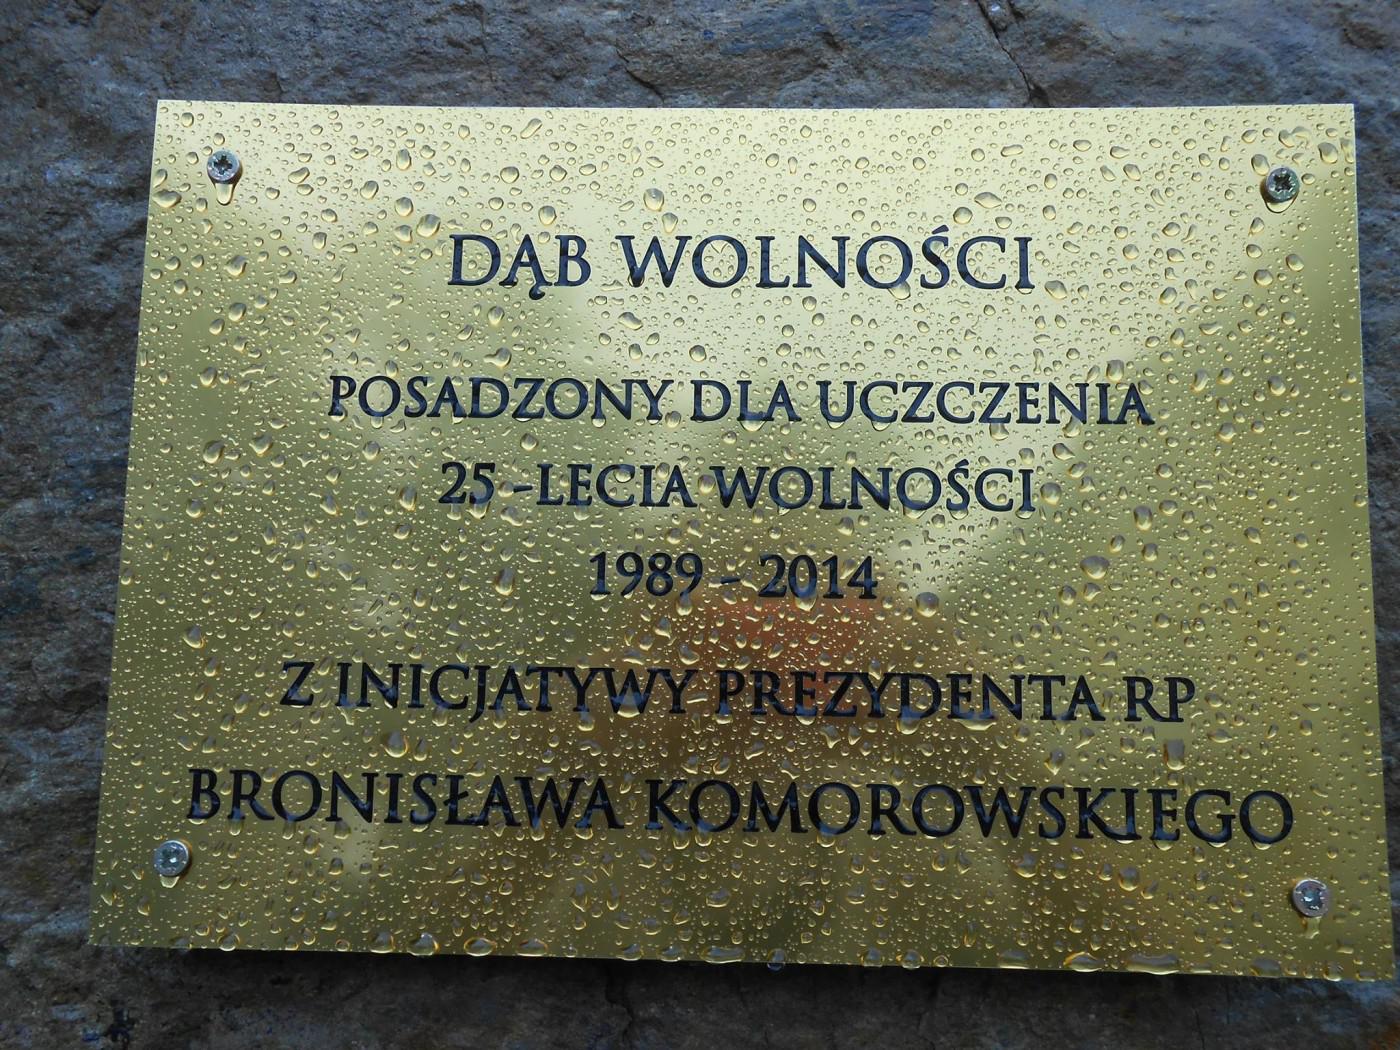 DĄB WOLNOŚCI
POSADZONY DLA UCZCZENIA
25 -LECIA WOLNOŚCI
1989 - 2014
Z INICJATYWY PREZYDENTA RP
BRONISŁAWA KOMOROWSKIEGO